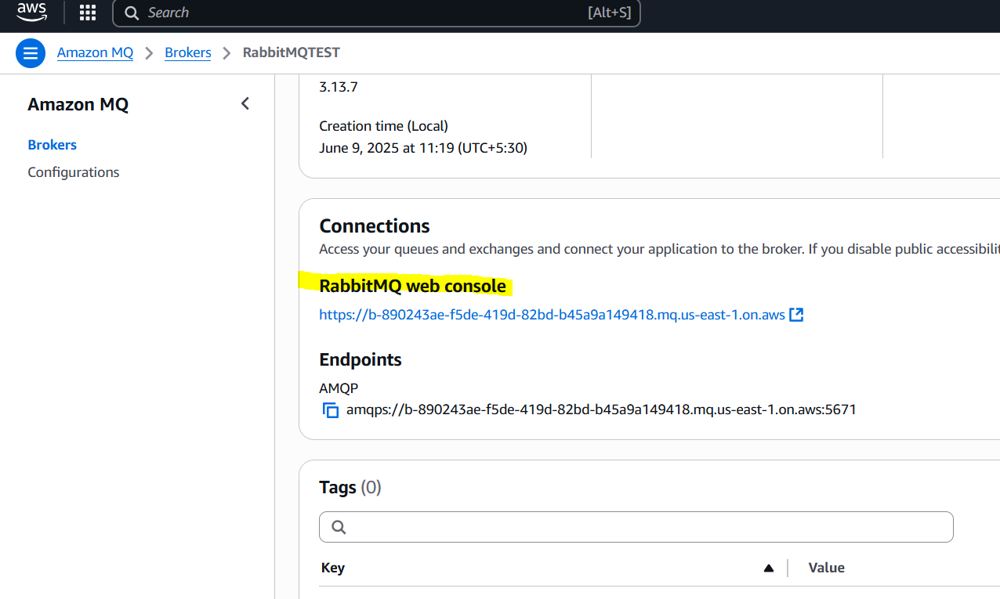 aws
Search [Alt+S]
Amazon MQ > Brokers > RabbitMQTEST
Amazon MQ
Brokers
Configurations
3.13.7
Creation time (Local)
June 9, 2025 at 11:19 (UTC+5:30)
Connections
Access your queues and exchanges and connect your application to the broker. If you disable public accessibilit
RabbitMQ web console
https://b-890243ae-f5de-419d-82bd-b45a9a149418.mq.us-east-1.on.aws
Endpoints
AMQP
amqps://b-890243ae-f5de-419d-82bd-b45a9a149418.mq.us-east-1.on.aws:5671
Tags (0)
Key Value